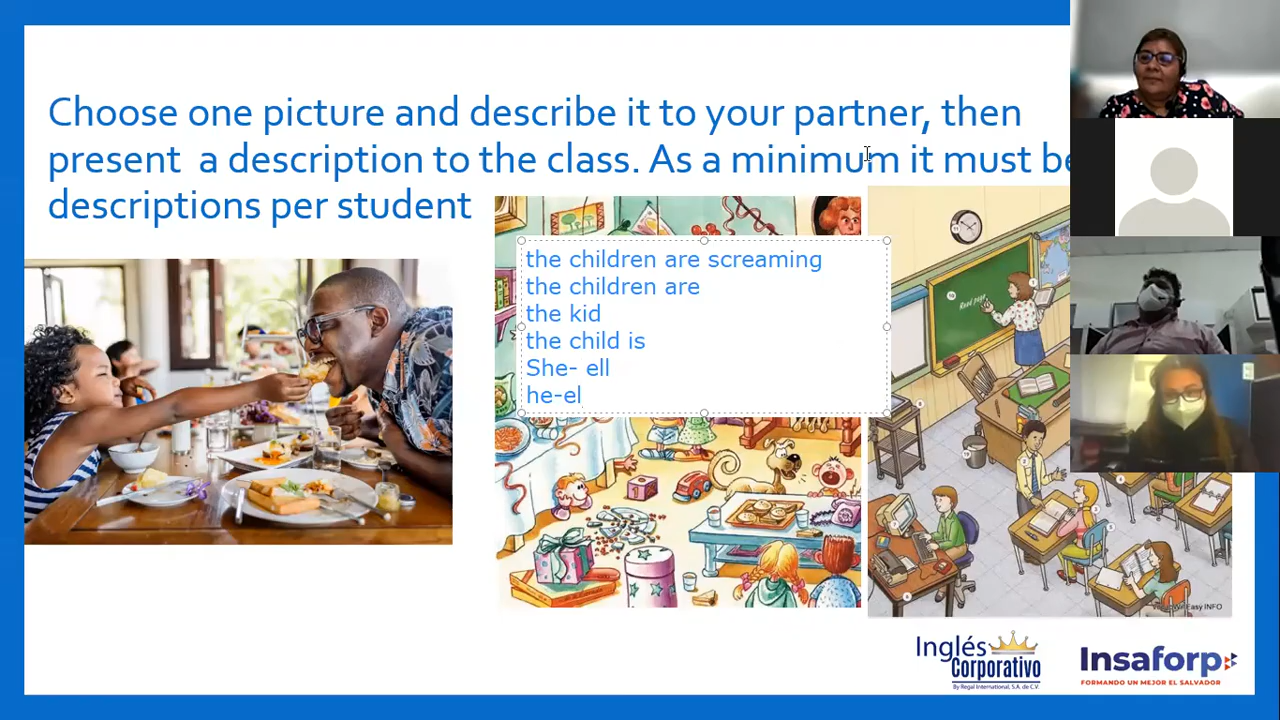 Choose one picture and describe it to your partner, then
present a description to the class. As a minimum it must be
descriptions per student
the children are screaming
the children are
the kid
the child is
She- ell
he-el
Read page
Inglés
Corporativo
By Regal International, S.A. de C.V.
Insaforp
FORMANDO UN MEJOR EL SALVADOR